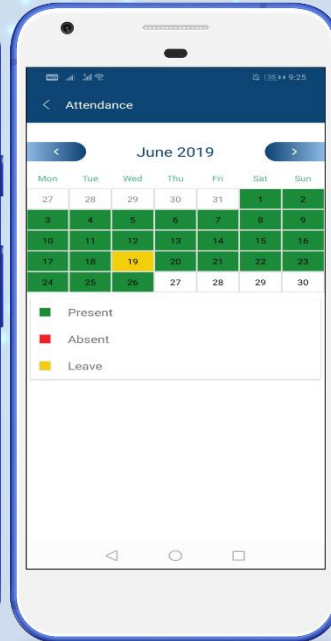 35 9:25
Attendance
June 2019
Mon Tue Wed Thu Fri Sat Sun
27 28 29 30 31 1 2
3 4 5 6 7 8 9
10 11 12 13 14 15 16
17 18 19 20 21 22 23
24 25 26 27 28 29 30
Present
Absent
Leave